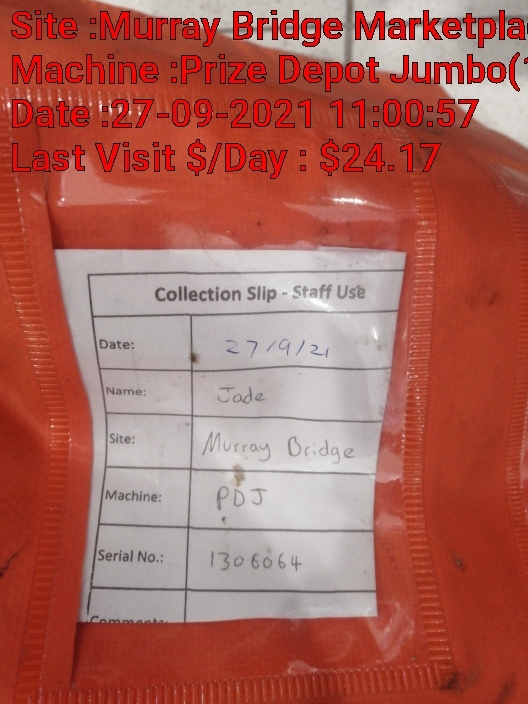 Site :Murray Bridge Marketpla
Machine :Prize Depot Jumbo(1
Date :27-09-2021 11:00:57
Last Visit $/Day : $24.17
Collection Slip - Staff Use
Date: 27/9/21
Name: Jade
Site: Murray Bridge
Machine: PDJ
Serial No.: 1306064
Comments: